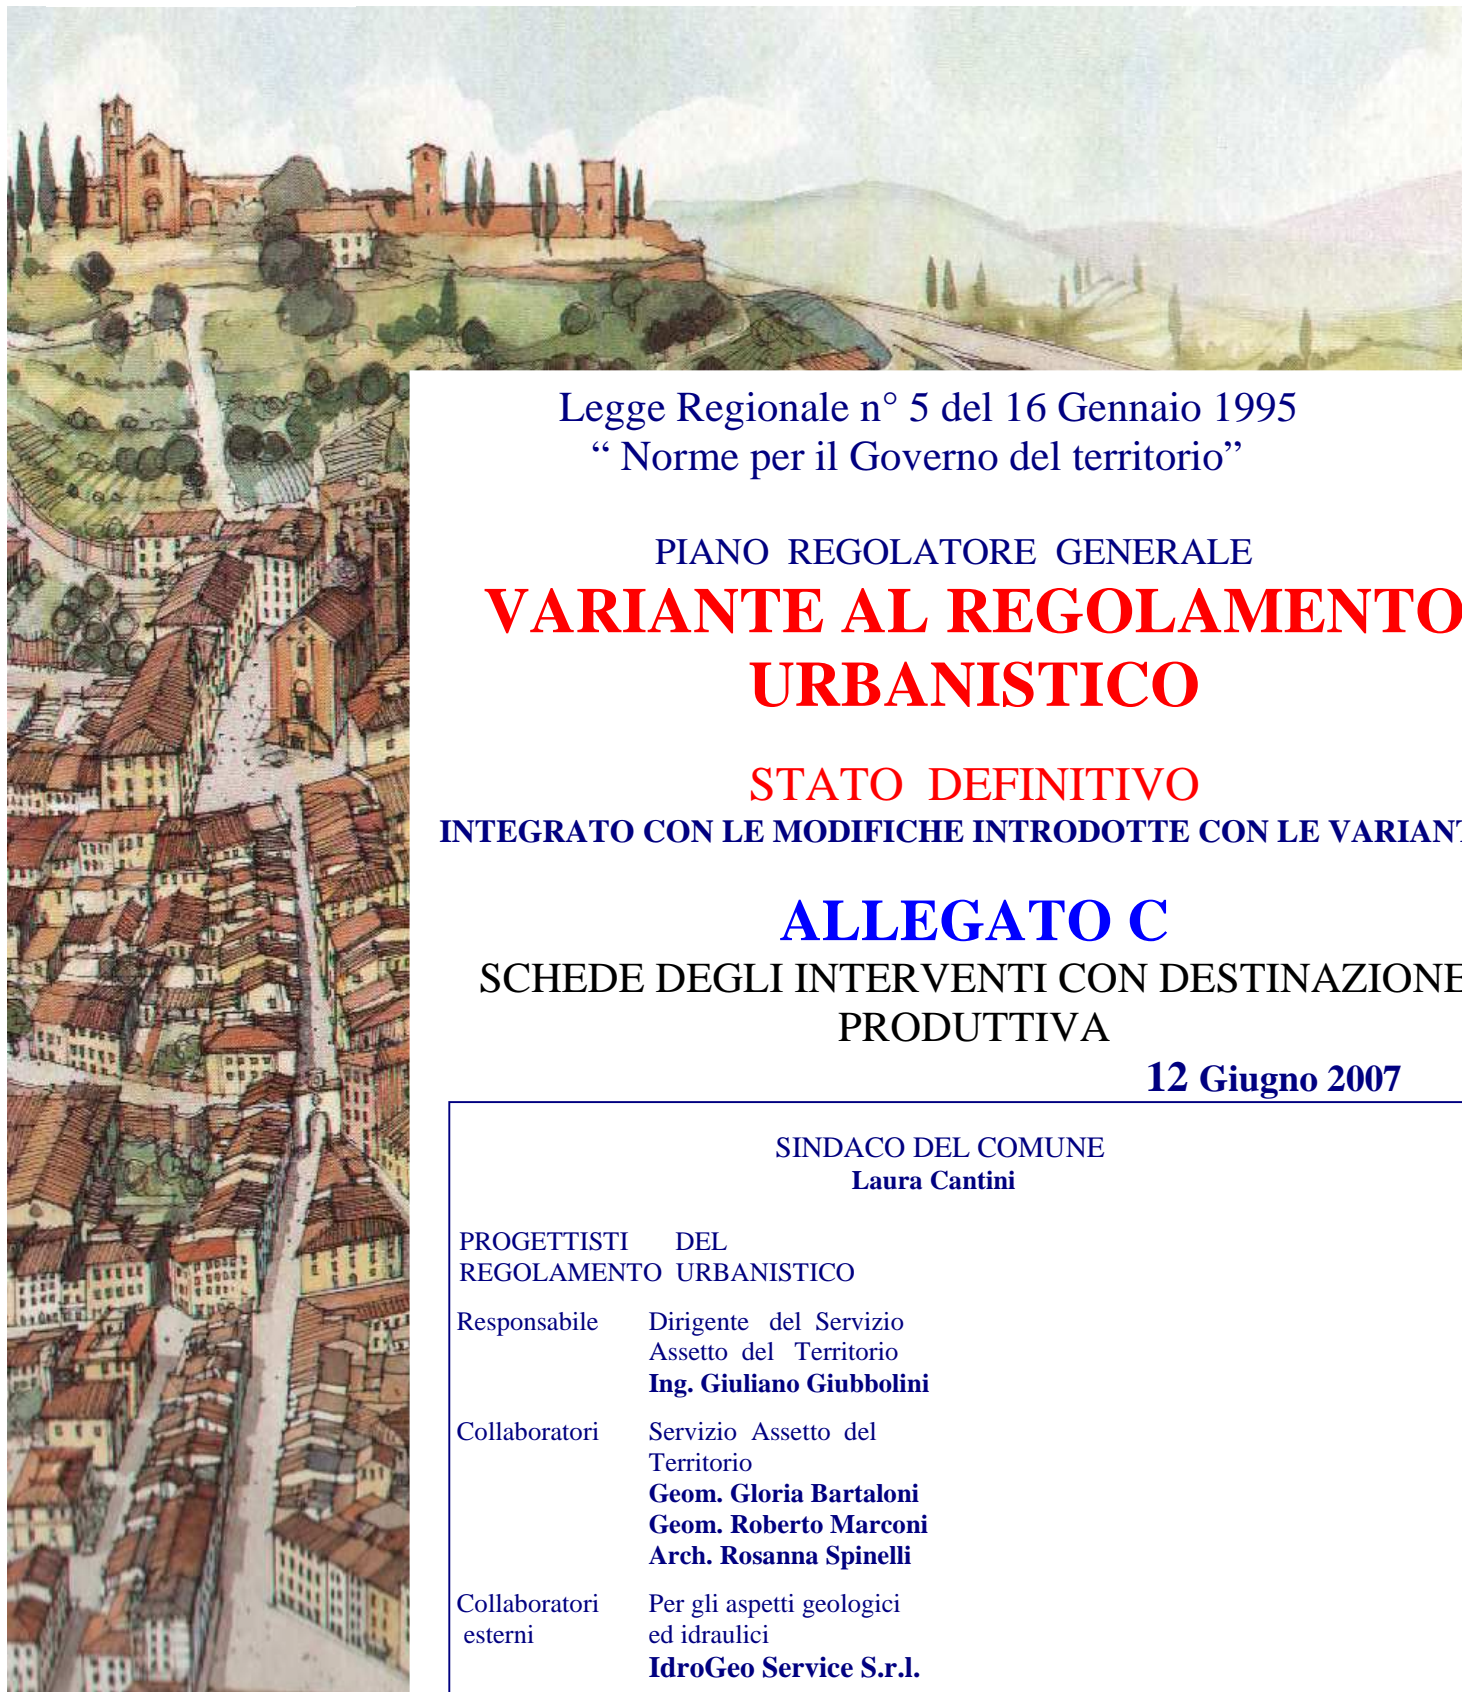 Legge Regionale n° 5 del 16 Gennaio 1995
“ Norme per il Governo del territorio”
PIANO REGOLATORE GENERALE
VARIANTE AL REGOLAMENTO
URBANISTICO
STATO DEFINITIVO
INTEGRATO CON LE MODIFICHE INTRODOTTE CON LE VARIANT
ALLEGATO C
SCHEDE DEGLI INTERVENTI CON DESTINAZIONE
PRODUTTIVA
12 Giugno 2007
SINDACO DEL COMUNE
Laura Cantini
PROGETTISTI DEL
REGOLAMENTO URBANISTICO
Responsabile Dirigente del Servizio
Assetto del Territorio
Ing. Giuliano Giubbolini
Collaboratori Servizio Assetto del
Territorio
Geom. Gloria Bartaloni
Geom. Roberto Marconi
Arch. Rosanna Spinelli
Collaboratori Per gli aspetti geologici
esterni ed idraulici
IdroGeo Service S.r.l.